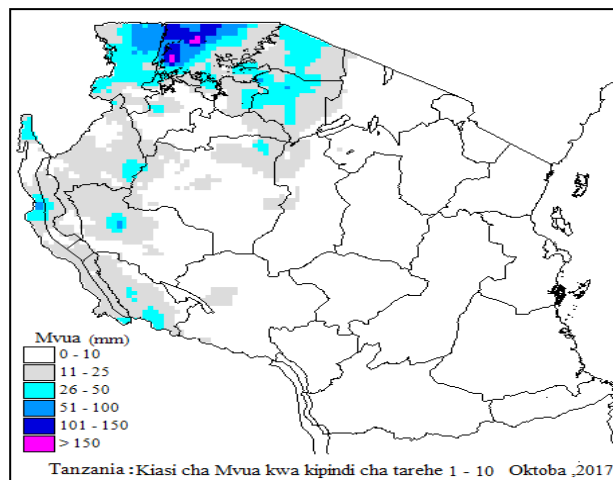 Mvua (mm)
0 - 10
11 - 25
26 - 50
51 - 100
101 - 150
> 150
Tanzania : Kiasi cha Mvua kwa kipindi cha tarehe 1 - 10 Oktoba ,2017